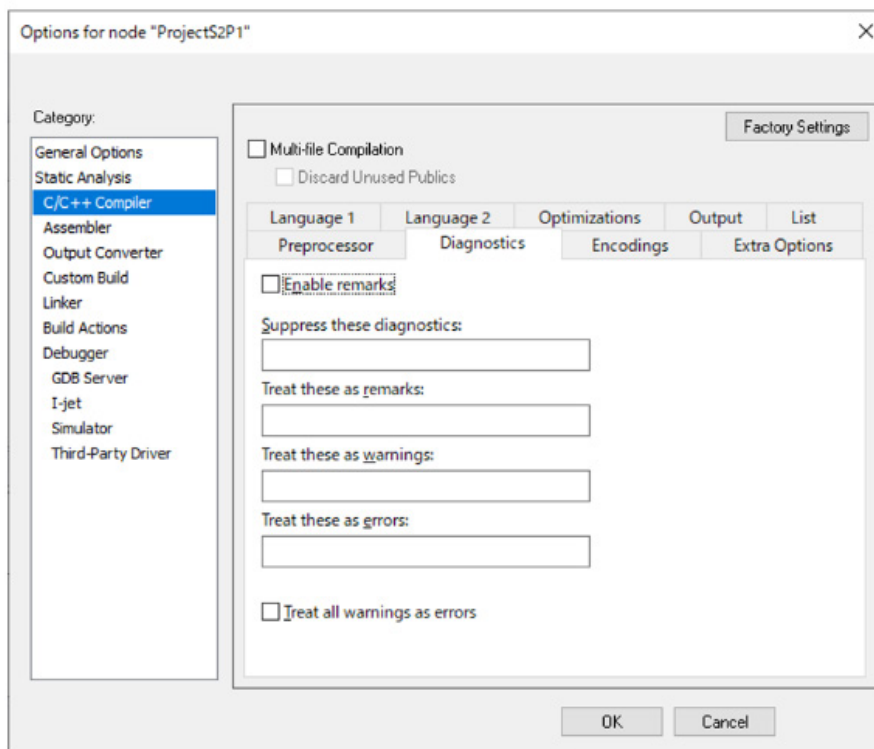 Options for node "ProjectS2P1"
Category:
General Options
Static Analysis
C/C++ Compiler
Assembler
Output Converter
Custom Build
Linker
Build Actions
Debugger
GDB Server
I-jet
Simulator
Third-Party Driver
Factory Settings
Multi-file Compilation
Discard Unused Publics
Language 1 Language 2 Optimizations Output List
Preprocessor Diagnostics Encodings Extra Options
Enable remarks
Suppress these diagnostics:
Treat these as remarks:
Treat these as warnings:
Treat these as errors:
Treat all warnings as errors
OK Cancel